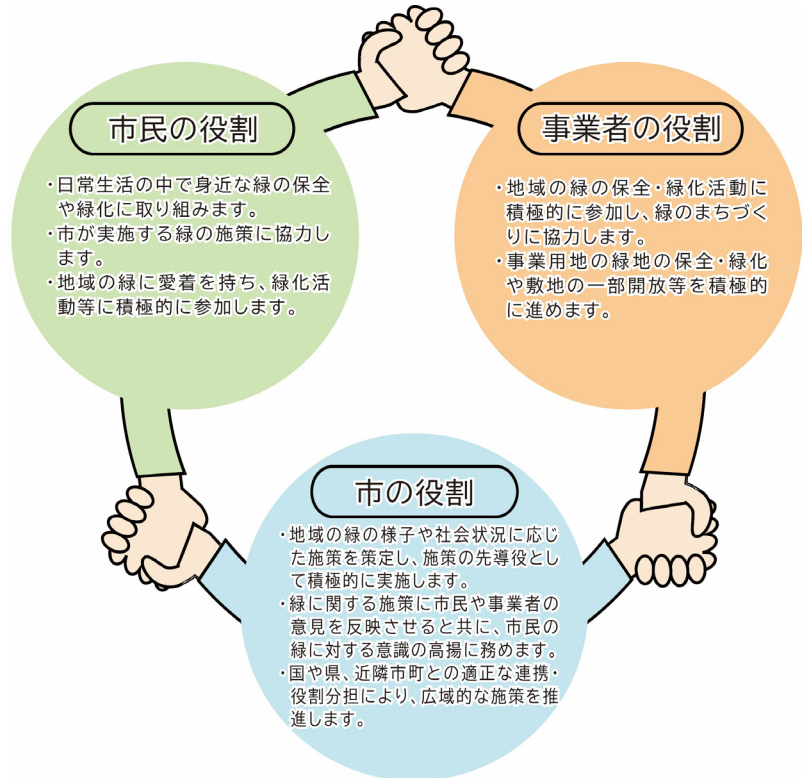 市民の役割
・日常生活の中で身近な緑の保全
や緑化に取り組みます。
・市が実施する緑の施策に協力し
ます。
・地域の緑に愛着を持ち、緑化活
動等に積極的に参加します。
事業者の役割
・地域の緑の保全・緑化活動に
積極的に参加し、緑のまちづく
りに協力します。
・事業用地の緑地の保全・緑化
や敷地の一部開放等を積極的
に進めます。
市の役割
・地域の緑の様子や社会状況に応じ
た施策を策定し、施策の先導役とし
て積極的に実施します。
・緑に関する施策に市民や事業者の
意見を反映させると共に、市民の
緑に対する意識の高揚に務めます。
・国や県、近隣市町との適正な連携・
役割分担により、広域的な施策を推
進します。